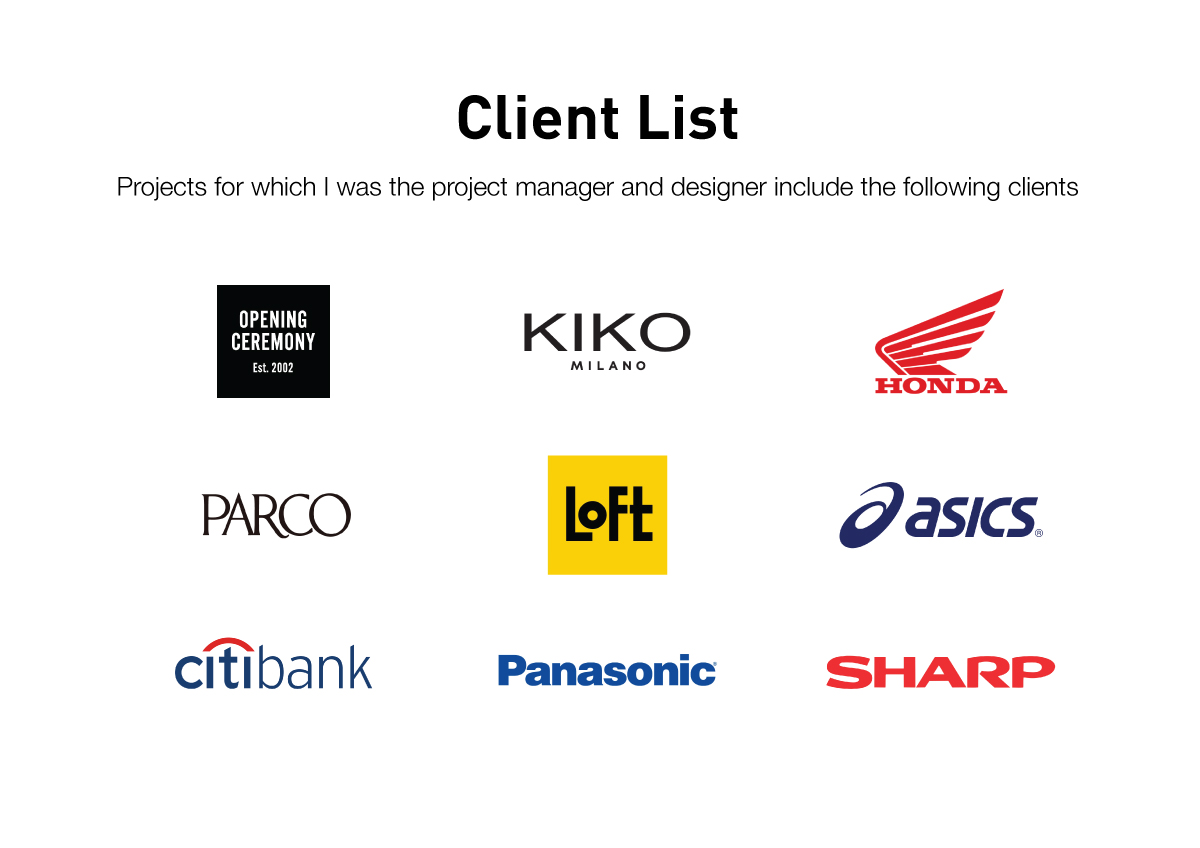 Client List
Projects for which I was the project manager and designer include the following clients
OPENING
CEREMONY
Est. 2002
KIKO
MILANO
HONDA
PARCO
LoFt
asics®
citibank
Panasonic®
SHARP